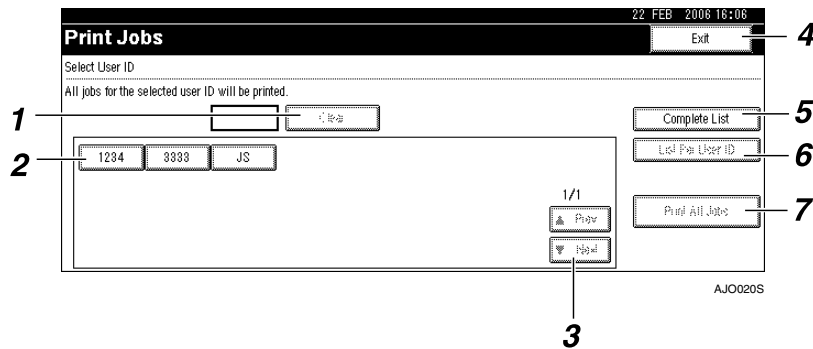 22 FEB 2006 16:06
Print Jobs
Exit
4
Select User ID
All jobs for the selected user ID will be printed.
1
Clear
Complete List
5
2
1234
3333
JS
List Per User ID
6
1/1
▲ Prev
Print All Jobs
7
▼ Next
3
AJO020S